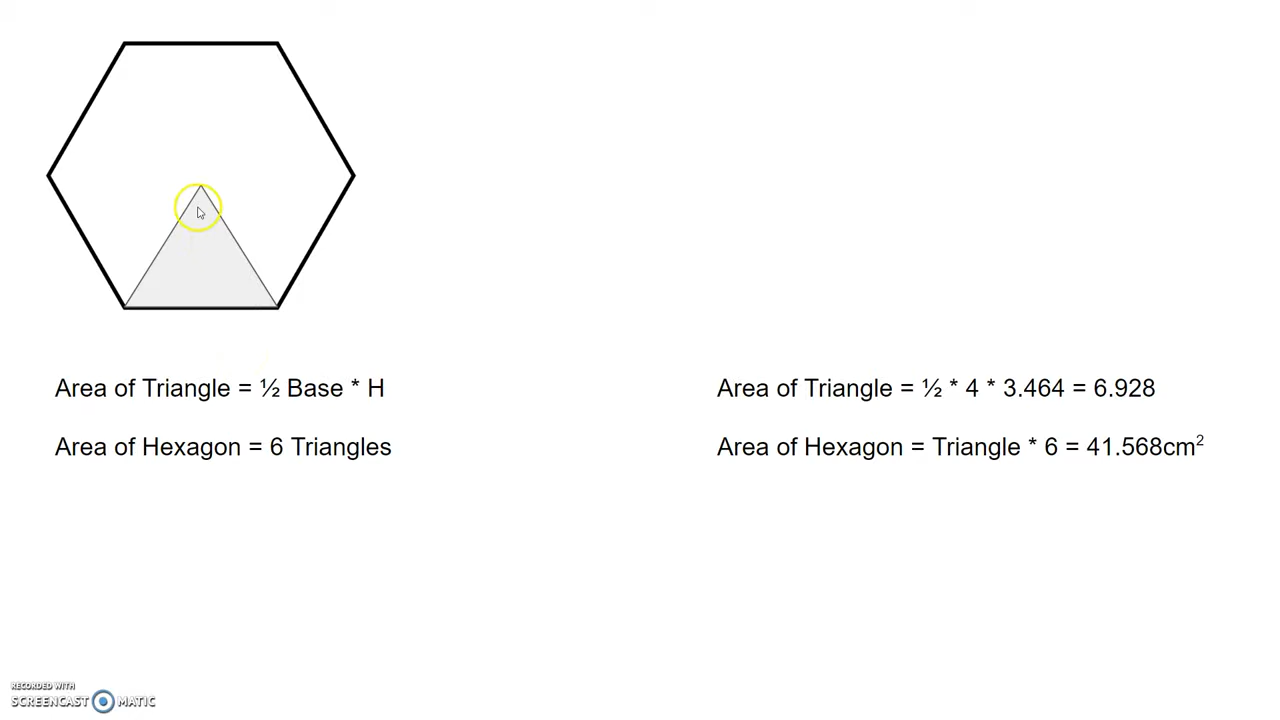 Area of Triangle = ½ Base * H
Area of Triangle = ½ * 4 * 3.464 = 6.928
Area of Hexagon = 6 Triangles
Area of Hexagon = Triangle * 6 = 41.568cm²
RECORDED WITH
SCREENCAST MATIC